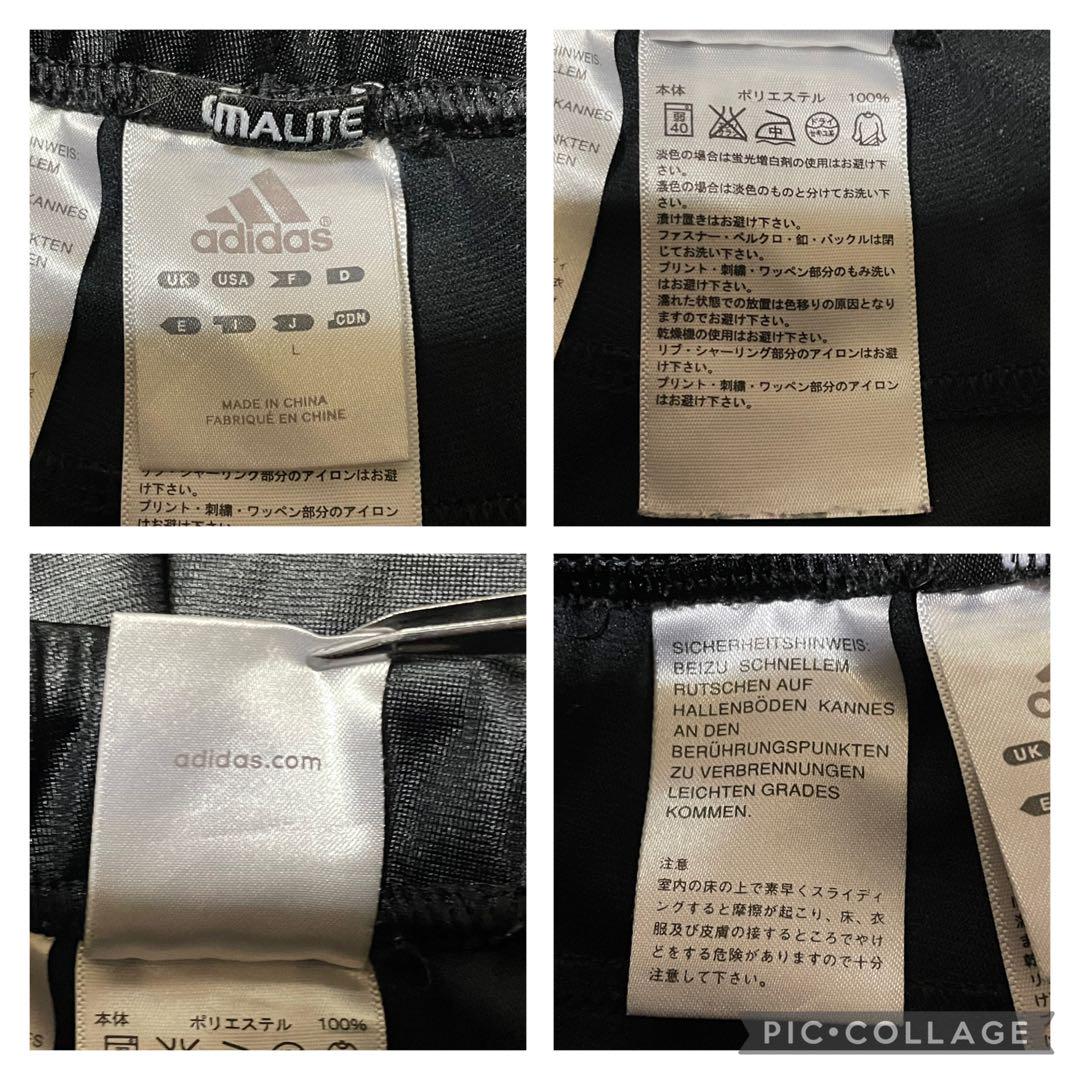 CLIMALITE
adidas®
UK USA F D
E I J CDN
L
MADE IN CHINA
FABRIQUÉ EN CHINE
リブ・シャーリング部分のアイロンはお避
け下さい。
プリント・刺繍・ワッペン部分のアイロン
はお避け下さい。
HINWEIS:
LLEM
KANNES
NKTEN
EN
本体 ポリエステル 100%
弱
40
中
ドライ
セキユ系
淡色の場合は蛍光増白剤の使用はお避け下
さい。
濃色の場合は淡色のものと分けてお洗い下
さい。
漬け置きはお避け下さい。
ファスナー・ベルクロ・釦・バックルは閉
じてお洗い下さい。
プリント・刺繍・ワッペン部分のもみ洗い
はお避け下さい。
濡れた状態での放置は色移りの原因となり
ますのでお避け下さい。
乾燥機の使用はお避け下さい。
リブ・シャーリング部分のアイロンはお避
け下さい。
プリント・刺繍・ワッペン部分のアイロン
はお避け下さい。
adidas.com
本体 ポリエステル 100%
SICHERHEITSHINWEIS:
BEIZU SCHNELLEM
RUTSCHEN AUF
HALLENBÖDEN KANNES
AN DEN
BERÜHRUNGSPUNKTEN
ZU VERBRENNUNGEN
LEICHTEN GRADES
KOMMEN.
注意
室内の床の上で素早くスライディ
ングすると摩擦が起こり、床、衣
服及び皮膚の接するところでやけ
どをする危険がありますので十分
注意して下さい。
UK
E
PIC•COLLAGE